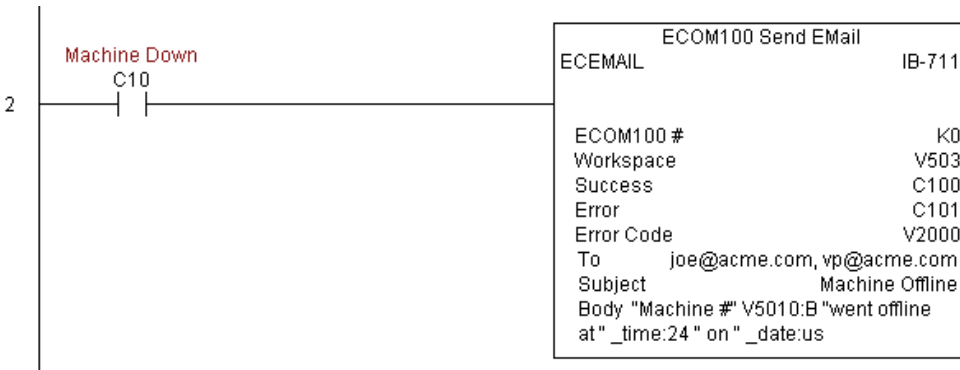 ECOM100 Send EMail
Machine Down
ECEMAIL IB-711
C10
2
ECOM100 # K0
Workspace V503
Success C100
Error C101
Error Code V2000
To joe@acme.com, vp@acme.com
Subject Machine Offline
Body "Machine #" V5010:B "went offline
at " _time:24 " on " _date:us